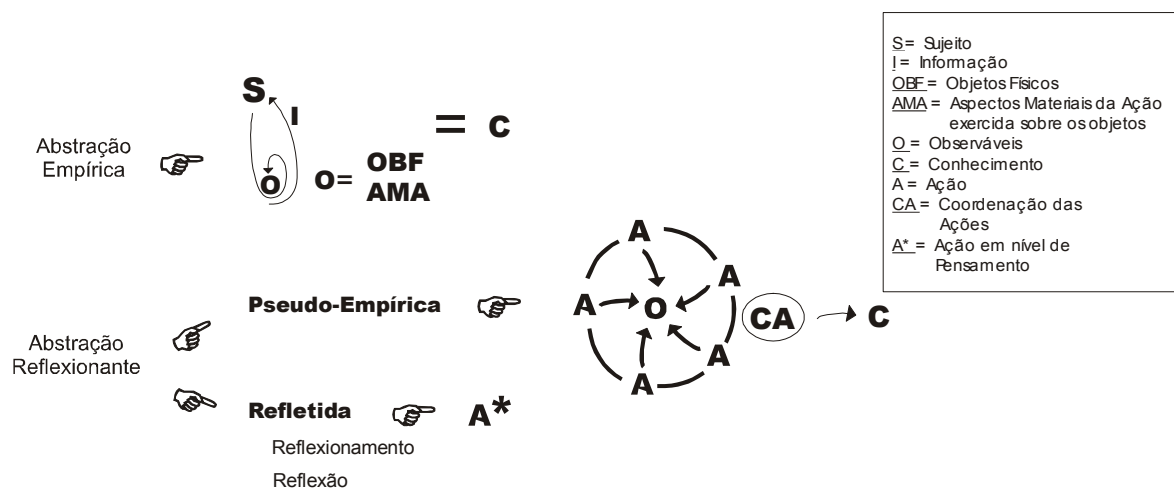 S= Sujeito
I= Informação
OBF= Objetos Físicos
AMA= Aspectos Materiais da Ação
exercida sobre os objetos
O= Observáveis
C= Conhecimento
A= Ação
CA= Coordenação das
Ações
A*= Ação em nível de
Pensamento
S
I
= C
Abstração
Empírica
O
O=
OBF
AMA
A
A
A
A
A
O
CA
C
Pseudo-Empírica
Abstração
Reflexionante
Refletida
A*
Reflexionamento
Reflexão